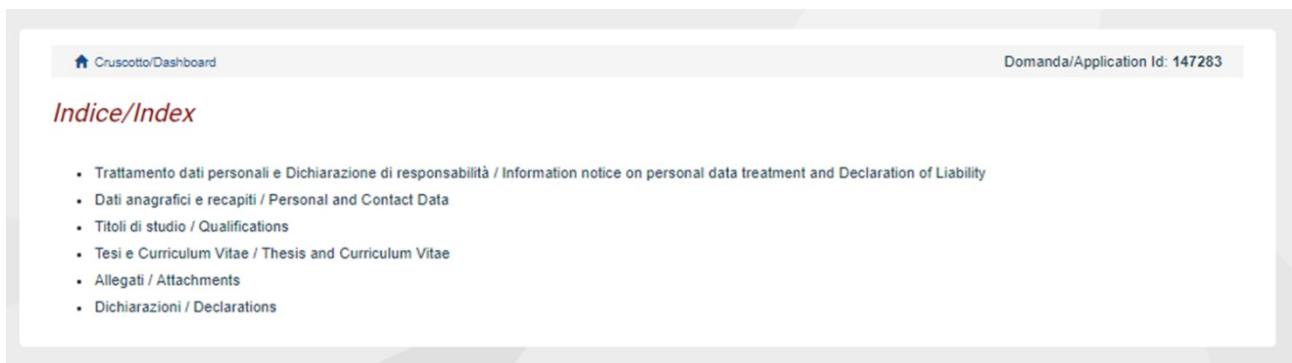 Cruscotto/Dashboard
Domanda/Application Id: 147283
Indice/Index
Trattamento dati personali e Dichiarazione di responsabilità / Information notice on personal data treatment and Declaration of Liability
Dati anagrafici e recapiti / Personal and Contact Data
Titoli di studio / Qualifications
Tesi e Curriculum Vitae / Thesis and Curriculum Vitae
Allegati / Attachments
Dichiarazioni / Declarations